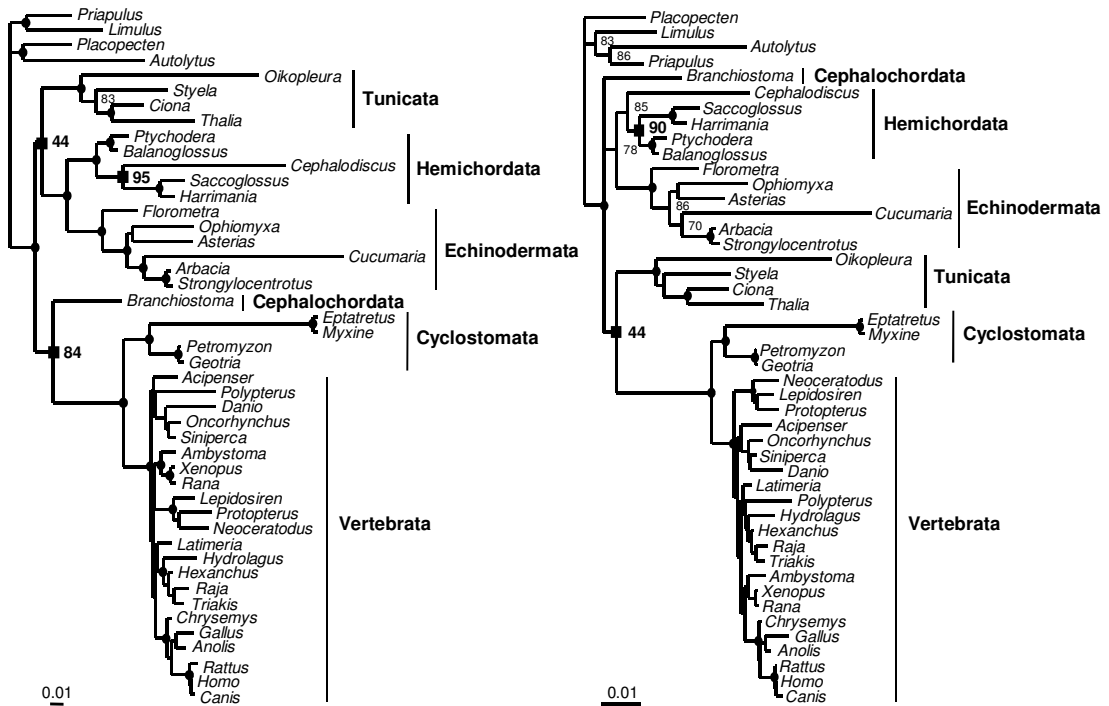 Priapulus
Limulus
Placopecten
Autolytus
Oikopleura
Styela
83
Ciona
Thalia
Tunicata
44
Ptychodera
Balanoglossus
Cephalodiscus
95
Saccoglossus
Harrimania
Hemichordata
Florometra
Ophiomyxa
Asterias
Cucumaria
Arbacia
Strongylocentrotus
Echinodermata
Branchiostoma
Cephalochordata
84
Eptatretus
Myxine
Petromyzon
Geotria
Cyclostomata
Acipenser
Polypterus
Danio
Oncorhynchus
Siniperca
Ambystoma
Xenopus
Rana
Lepidosiren
Protopterus
Neoceratodus
Latimeria
Hydrolagus
Hexanchus
Raja
Triakis
Chrysemys
Gallus
Anolis
Rattus
Homo
Canis
Vertebrata
0.01
Placopecten
Limulus
83
Autolytus
86
Priapulus
Branchiostoma
Cephalochordata
Cephalodiscus
85
Saccoglossus
Harrimania
90
Ptychodera
78
Balanoglossus
Hemichordata
Florometra
Ophiomyxa
Asterias
86
Cucumaria
70
Arbacia
Strongylocentrotus
Echinodermata
Oikopleura
Styela
Ciona
Thalia
Tunicata
44
Eptatretus
Myxine
Petromyzon
Geotria
Cyclostomata
Neoceratodus
Lepidosiren
Protopterus
Acipenser
Oncorhynchus
Siniperca
Danio
Latimeria
Polypterus
Hydrolagus
Hexanchus
Raja
Triakis
Ambystoma
Xenopus
Rana
Chrysemys
Gallus
Anolis
Rattus
Homo
Canis
Vertebrata
0.01